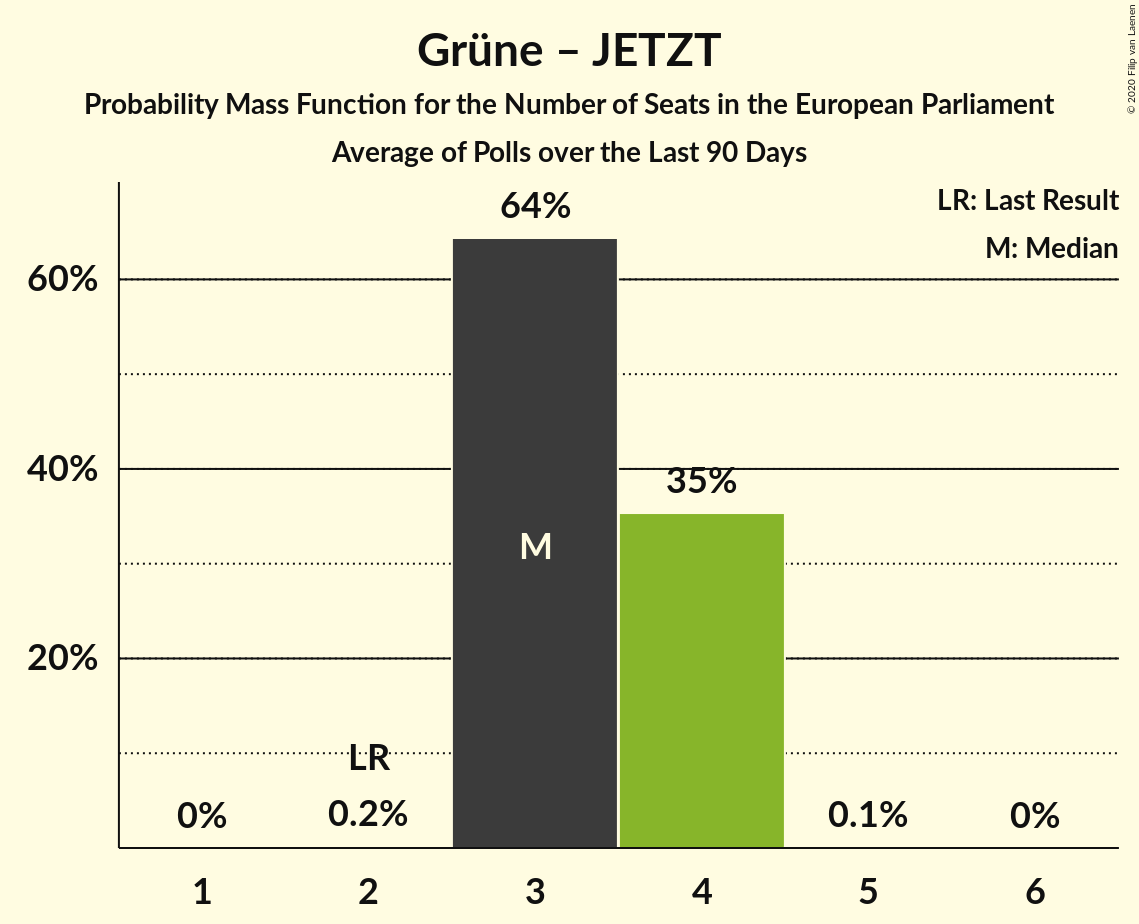 Grüne – JETZT
Probability Mass Function for the Number of Seats in the European Parliament
Average of Polls over the Last 90 Days
© 2020 Filip van Laenen
LR: Last Result
M: Median
64%
60%
40%
35%
M
20%
LR
0%
0.2%
0.1%
0%
1 2 3 4 5 6